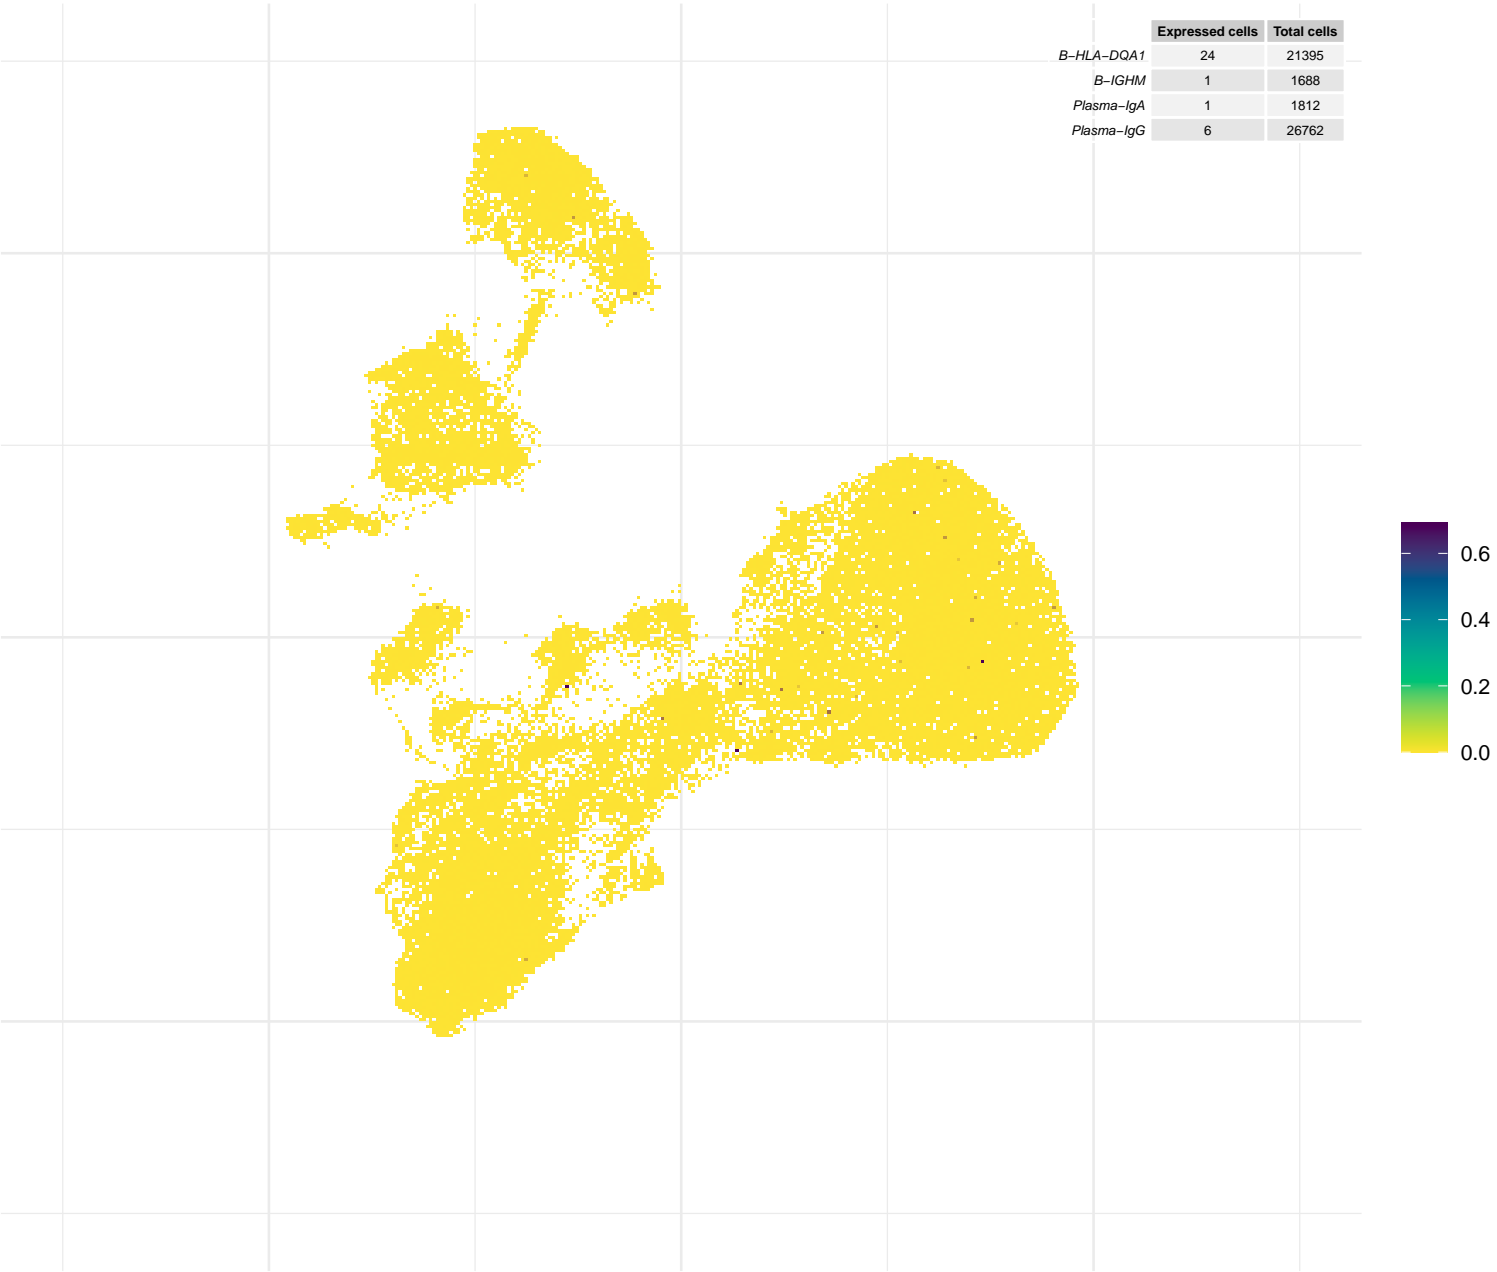 Expressed cells Total cells
B−HLA−DQA1 24 21395
B−IGHM 1 1688
Plasma−IgA 1 1812
Plasma−IgG 6 26762
0.6
0.4
0.2
0.0